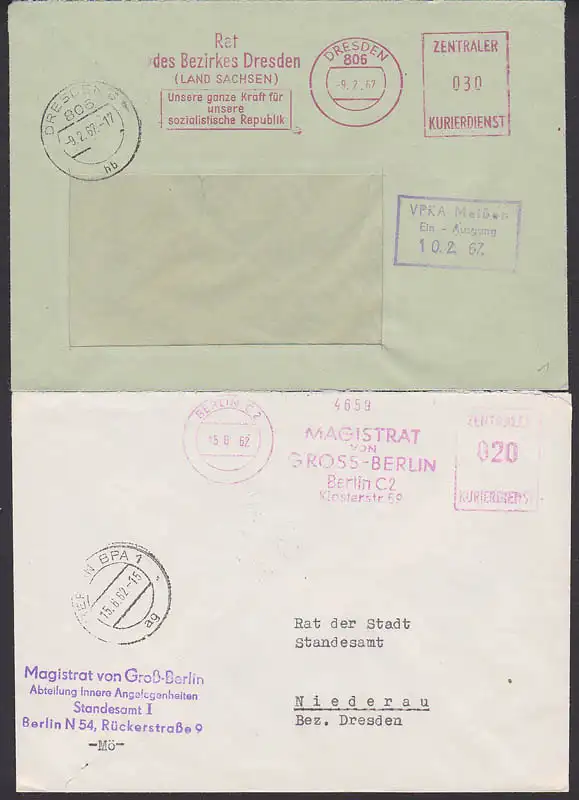 Rat
des Bezirkes Dresden
(LAND SACHSEN)
Unsere ganze Kraft für
unsere
sozialistische Republik
DRESDEN
806
-9.2.67
ZENTRALER
030
KURIERDIENST
DRESDEN
806
-9.2.67.-17
hb
VPKA Meißen
Ein - Ausgang
10.2 67.
BERLIN C2
15 6 62
4659
MAGISTRAT
VON
GROSS-BERLIN
Berlin C2
Klosterstr 59
ZENTRALER
020
KURIERDIENST
BPA 1
15.6.62-15
ag
Rat der Stadt
Standesamt
Niederau
Bez. Dresden
Magistrat von Groß-Berlin
Abteilung Innere Angelegenheiten
Standesamt I
Berlin N 54, Rückerstraße 9
-Mö-